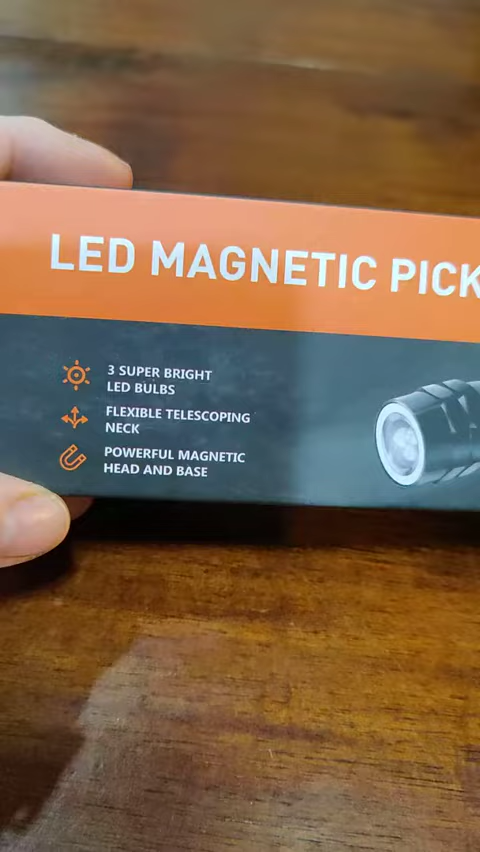 LED MAGNETIC PICK
3 SUPER BRIGHT
LED BULBS
FLEXIBLE TELESCOPING
NECK
POWERFUL MAGNETIC
HEAD AND BASE